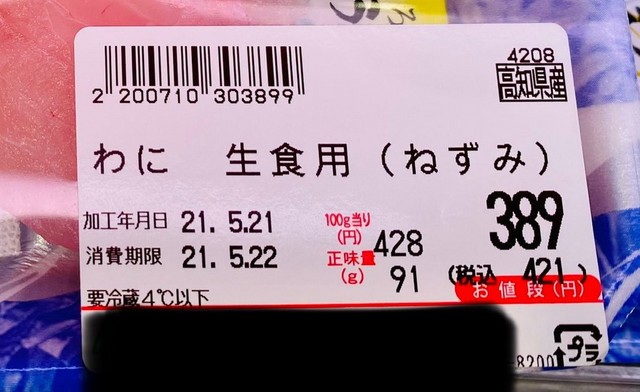 4208
高知県産
2 200710 303899
わに 生食用(ねずみ)
加工年月日 21. 5.21
消費期限 21. 5.22
100g当り(円) 428
正味量(g) 91
389
(税込 421)
お値段(円)
要冷蔵4℃以下
-8200
プラ